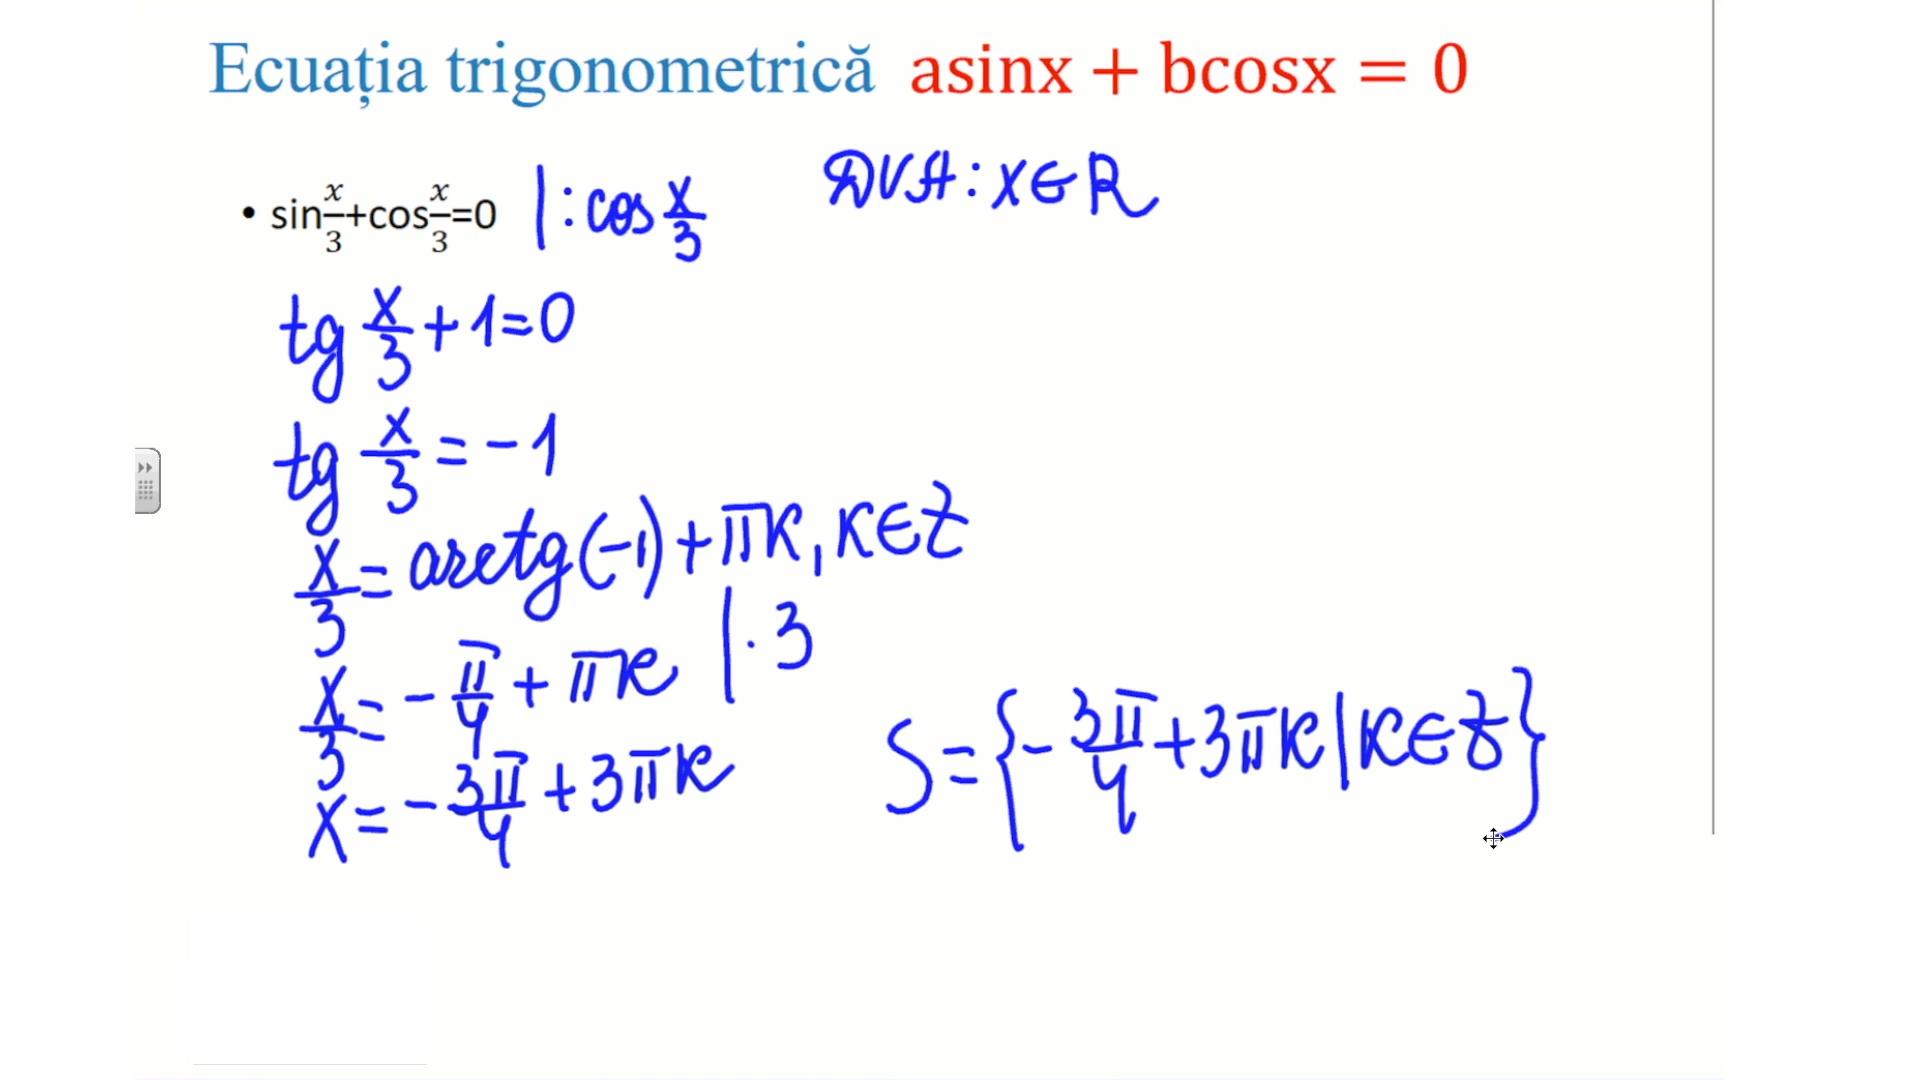 Ecuația trigonometrică asinx + bcosx = 0
• sin x/3 + cos x/3 = 0 | : cos x/3
DVA: x ∈ R
tg x/3 + 1 = 0
tg x/3 = -1
x/3 = arctg(-1) + πk, k ∈ Z
x/3 = -π/4 + πk | · 3
x = -3π/4 + 3πk
S = {-3π/4 + 3πk | k ∈ Z}